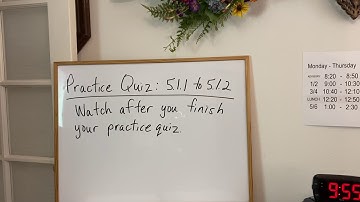 Practice Quiz: 5.1.1 to 5.1.2
Watch after you finish
your practice quiz
Monday - Thursday
8:20 - 8:50
1/2 9:00 - 10:30
3/4 10:40 - 12:10
LUNCH 12:20 - 12:50
5/6 1:00 - 2:30
9:55